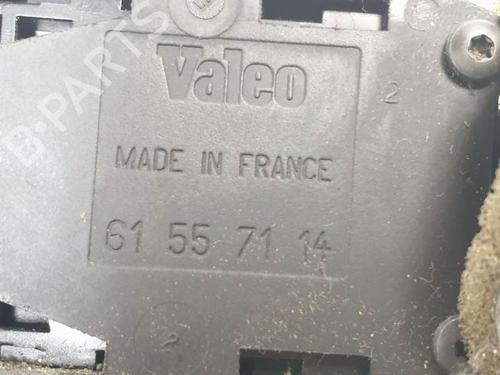 B-PARTS
Valeo
2
MADE IN FRANCE
61 55 71 14
2